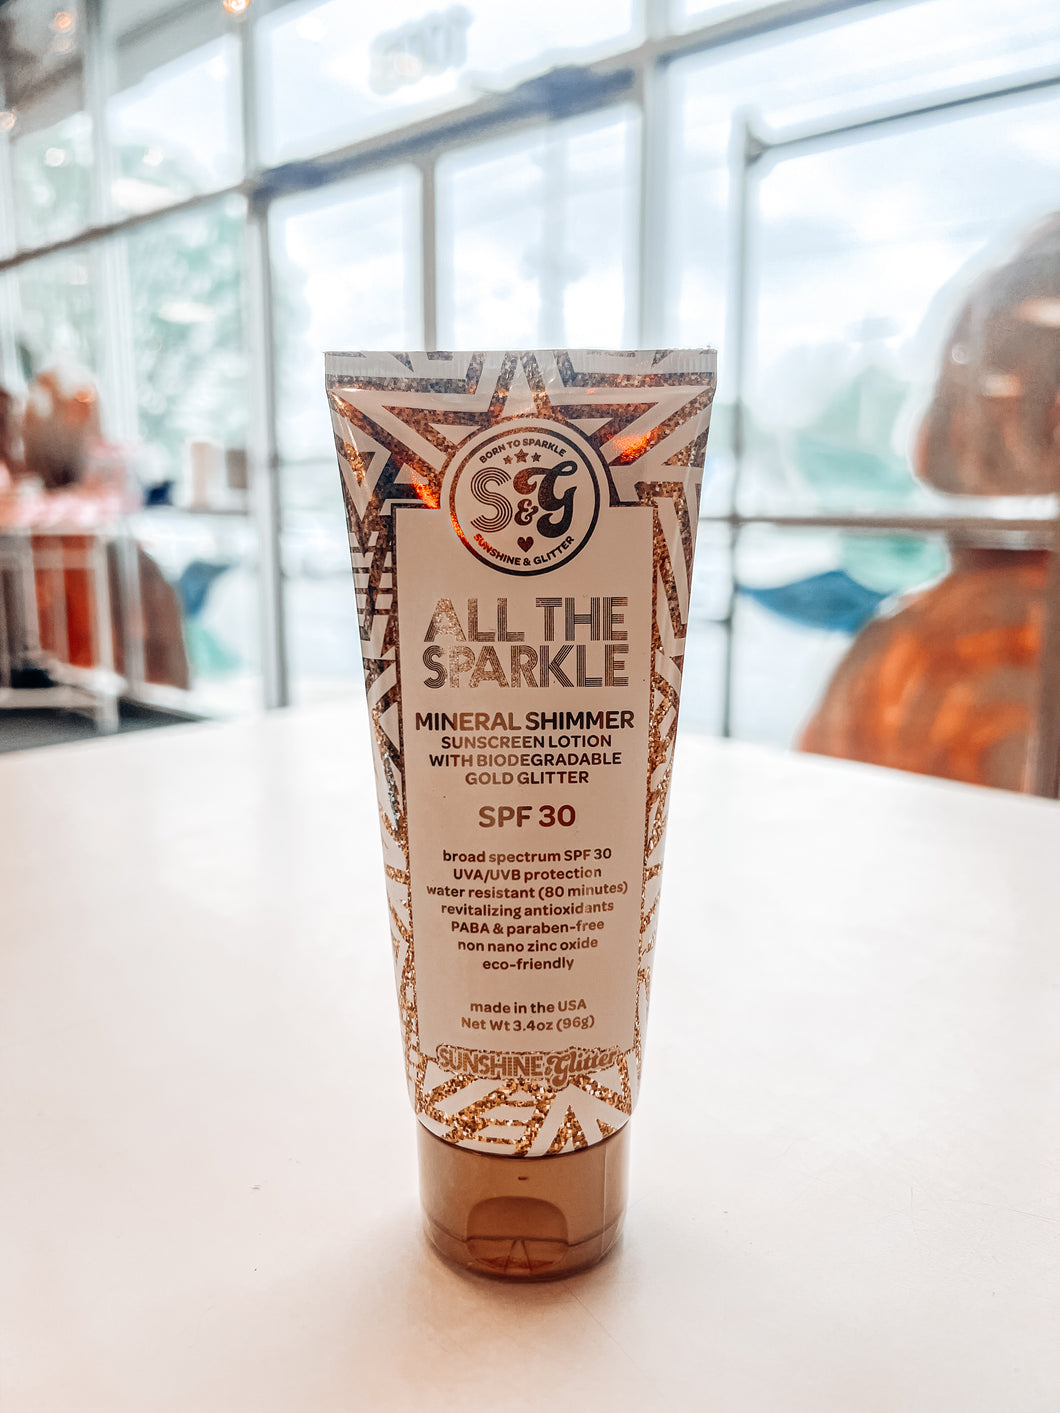 BORN TO SPARKLE
S&G
SUNSHINE & GLITTER
ALL THE
SPARKLE
MINERAL SHIMMER
SUNSCREEN LOTION
WITH BIODEGRADABLE
GOLD GLITTER
SPF 30
broad spectrum SPF 30
UVA/UVB protection
water resistant (80 minutes)
revitalizing antioxidants
PABA & paraben-free
non nano zinc oxide
eco-friendly
made in the USA
Net Wt 3.4oz (96g)
SUNSHINE & Glitter